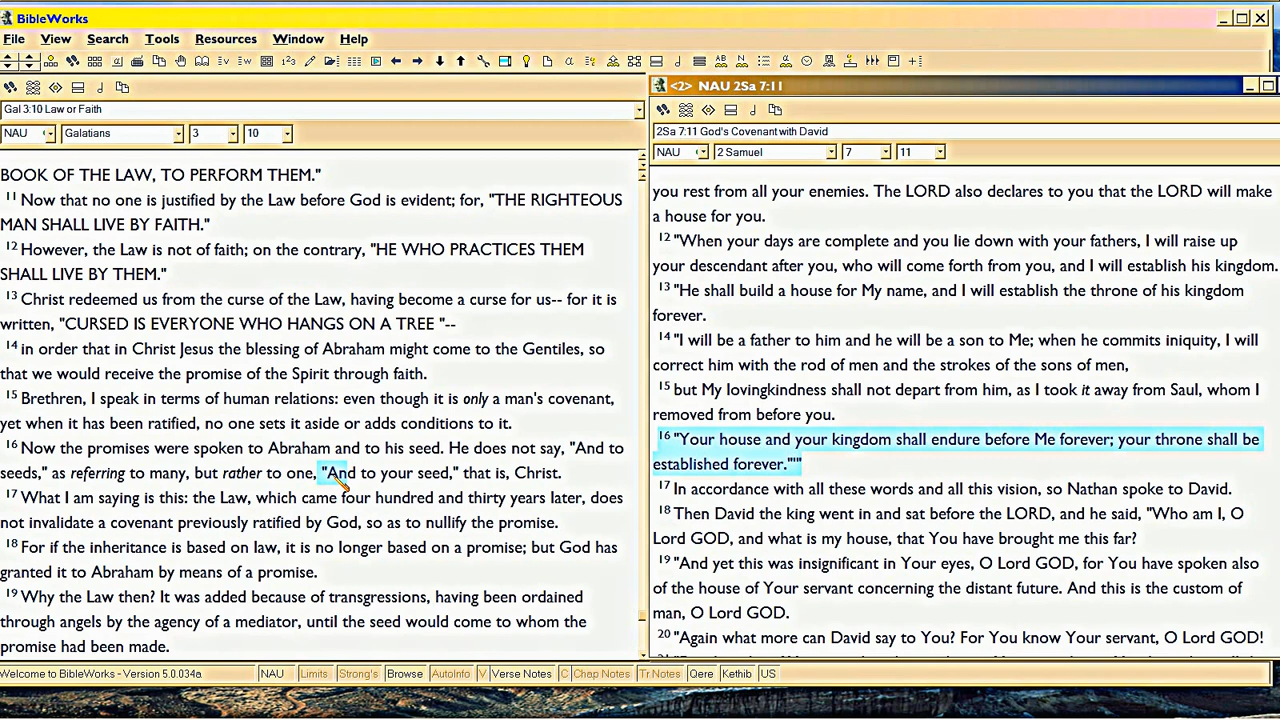 BibleWorks
File View Search Tools Resources Window Help
Gal 3:10 Law or Faith
NAU Galatians 3 10
BOOK OF THE LAW, TO PERFORM THEM."
11 Now that no one is justified by the Law before God is evident; for, "THE RIGHTEOUS
MAN SHALL LIVE BY FAITH."
12 However, the Law is not of faith; on the contrary, "HE WHO PRACTICES THEM
SHALL LIVE BY THEM."
13 Christ redeemed us from the curse of the Law, having become a curse for us-- for it is
written, "CURSED IS EVERYONE WHO HANGS ON A TREE "--
14 in order that in Christ Jesus the blessing of Abraham might come to the Gentiles, so
that we would receive the promise of the Spirit through faith.
15 Brethren, I speak in terms of human relations: even though it is only a man's covenant,
yet when it has been ratified, no one sets it aside or adds conditions to it.
16 Now the promises were spoken to Abraham and to his seed. He does not say, "And to
seeds," as referring to many, but rather to one, "And to your seed," that is, Christ.
17 What I am saying is this: the Law, which came four hundred and thirty years later, does
not invalidate a covenant previously ratified by God, so as to nullify the promise.
18 For if the inheritance is based on law, it is no longer based on a promise; but God has
granted it to Abraham by means of a promise.
19 Why the Law then? It was added because of transgressions, having been ordained
through angels by the agency of a mediator, until the seed would come to whom the
promise had been made.
<2> NAU 2Sa 7:11
2Sa 7:11 God's Covenant with David
NAU 2 Samuel 7 11
you rest from all your enemies. The LORD also declares to you that the LORD will make
a house for you.
12 "When your days are complete and you lie down with your fathers, I will raise up
your descendant after you, who will come forth from you, and I will establish his kingdom.
13 "He shall build a house for My name, and I will establish the throne of his kingdom
forever.
14 "I will be a father to him and he will be a son to Me; when he commits iniquity, I will
correct him with the rod of men and the strokes of the sons of men,
15 but My lovingkindness shall not depart from him, as I took it away from Saul, whom I
removed from before you.
16 "Your house and your kingdom shall endure before Me forever; your throne shall be
established forever."'"
17 In accordance with all these words and all this vision, so Nathan spoke to David.
18 Then David the king went in and sat before the LORD, and he said, "Who am I, O
Lord GOD, and what is my house, that You have brought me this far?
19 "And yet this was insignificant in Your eyes, O Lord GOD, for You have spoken also
of the house of Your servant concerning the distant future. And this is the custom of
man, O Lord GOD.
20 "Again what more can David say to You? For You know Your servant, O Lord GOD!
Welcome to BibleWorks - Version 5.0.034a NAU Limits Strong's Browse AutoInfo V Verse Notes C Chap Notes Tr Notes Qere Kethib US